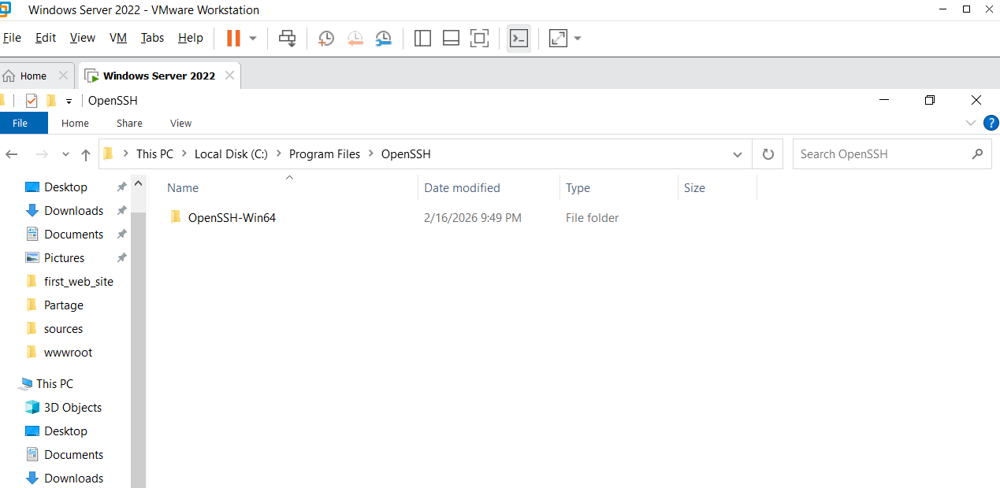 Windows Server 2022 - VMware Workstation
File Edit View VM Tabs Help
Home Windows Server 2022
OpenSSH
File Home Share View
This PC Local Disk (C:) Program Files OpenSSH Search OpenSSH
Name Date modified Type Size
OpenSSH-Win64 2/16/2026 9:49 PM File folder
Desktop
Downloads
Documents
Pictures
first_web_site
Partage
sources
wwwroot
This PC
3D Objects
Desktop
Documents
Downloads